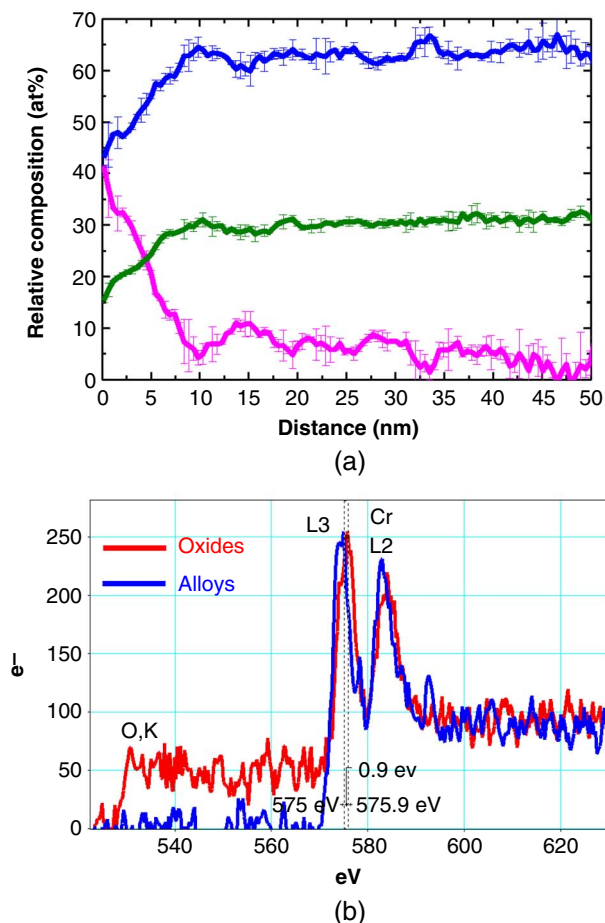 70
60
50
40
30
20
10
0
Relative composition (at%)
0 5 10 15 20 25 30 35 40 45 50
Distance (nm)
(a)
250
200
150
100
50
0
e–
L3
Cr
L2
Oxides
Alloys
O,K
0.9 ev
575 eV 575.9 eV
540 560 580 600 620
eV
(b)